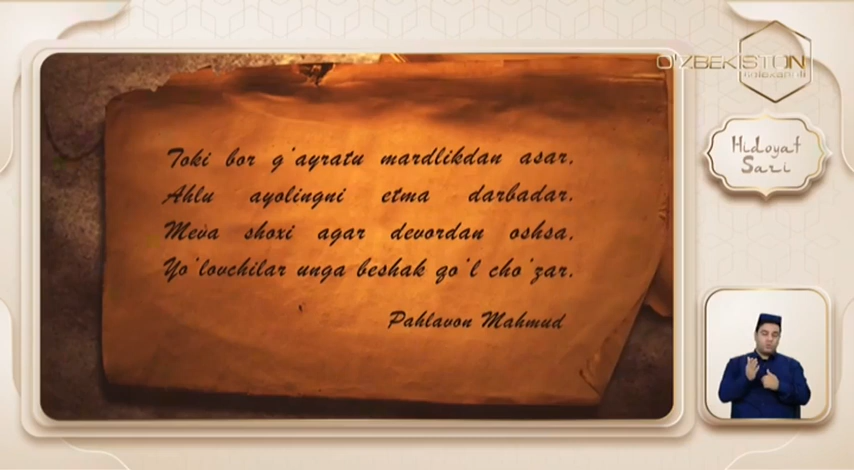 O'ZBEKISTON
Hidoyat
Sari
Toki bor g'ayratu mardlikdan asar,
Ahlu ayolingni etma darbadar.
Meva shoxi agar devordan oshsa,
Yo'lovchilar unga beshak qo'l cho'zar.
Pahlavon Mahmud